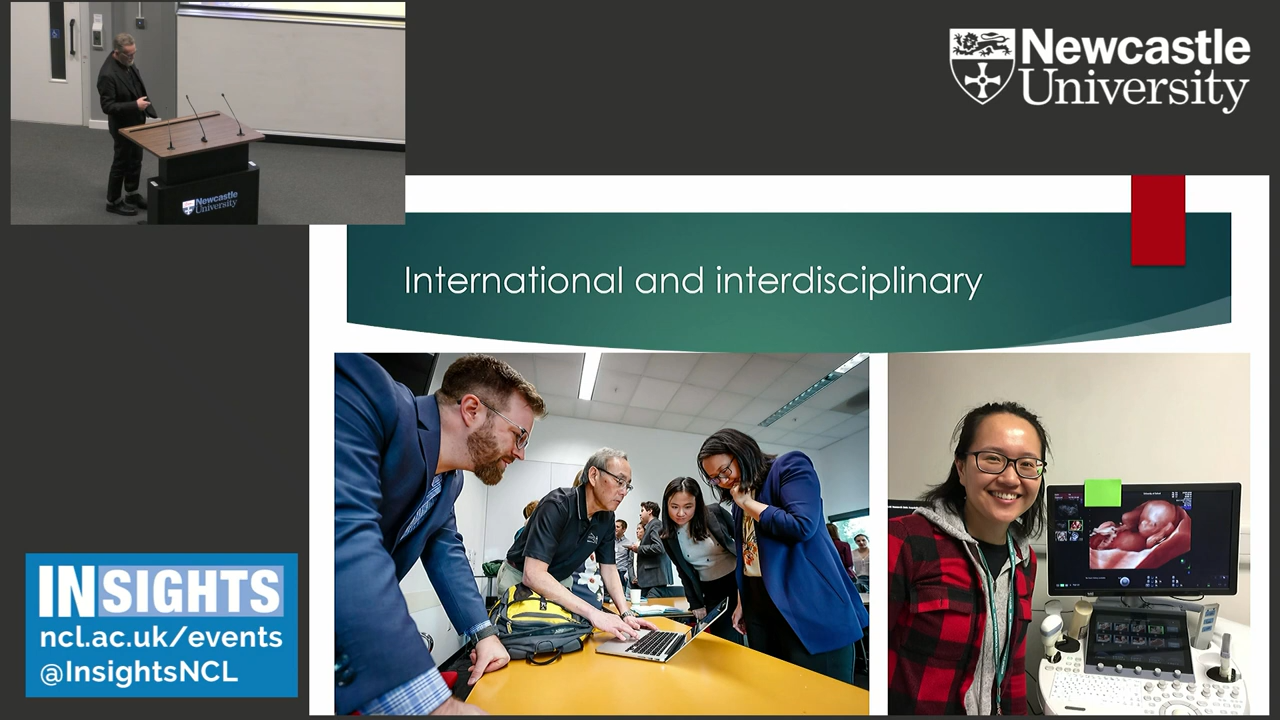 Newcastle
University
Newcastle
University
International and interdisciplinary
INSIGHTS
ncl.ac.uk/events
@InsightsNCL